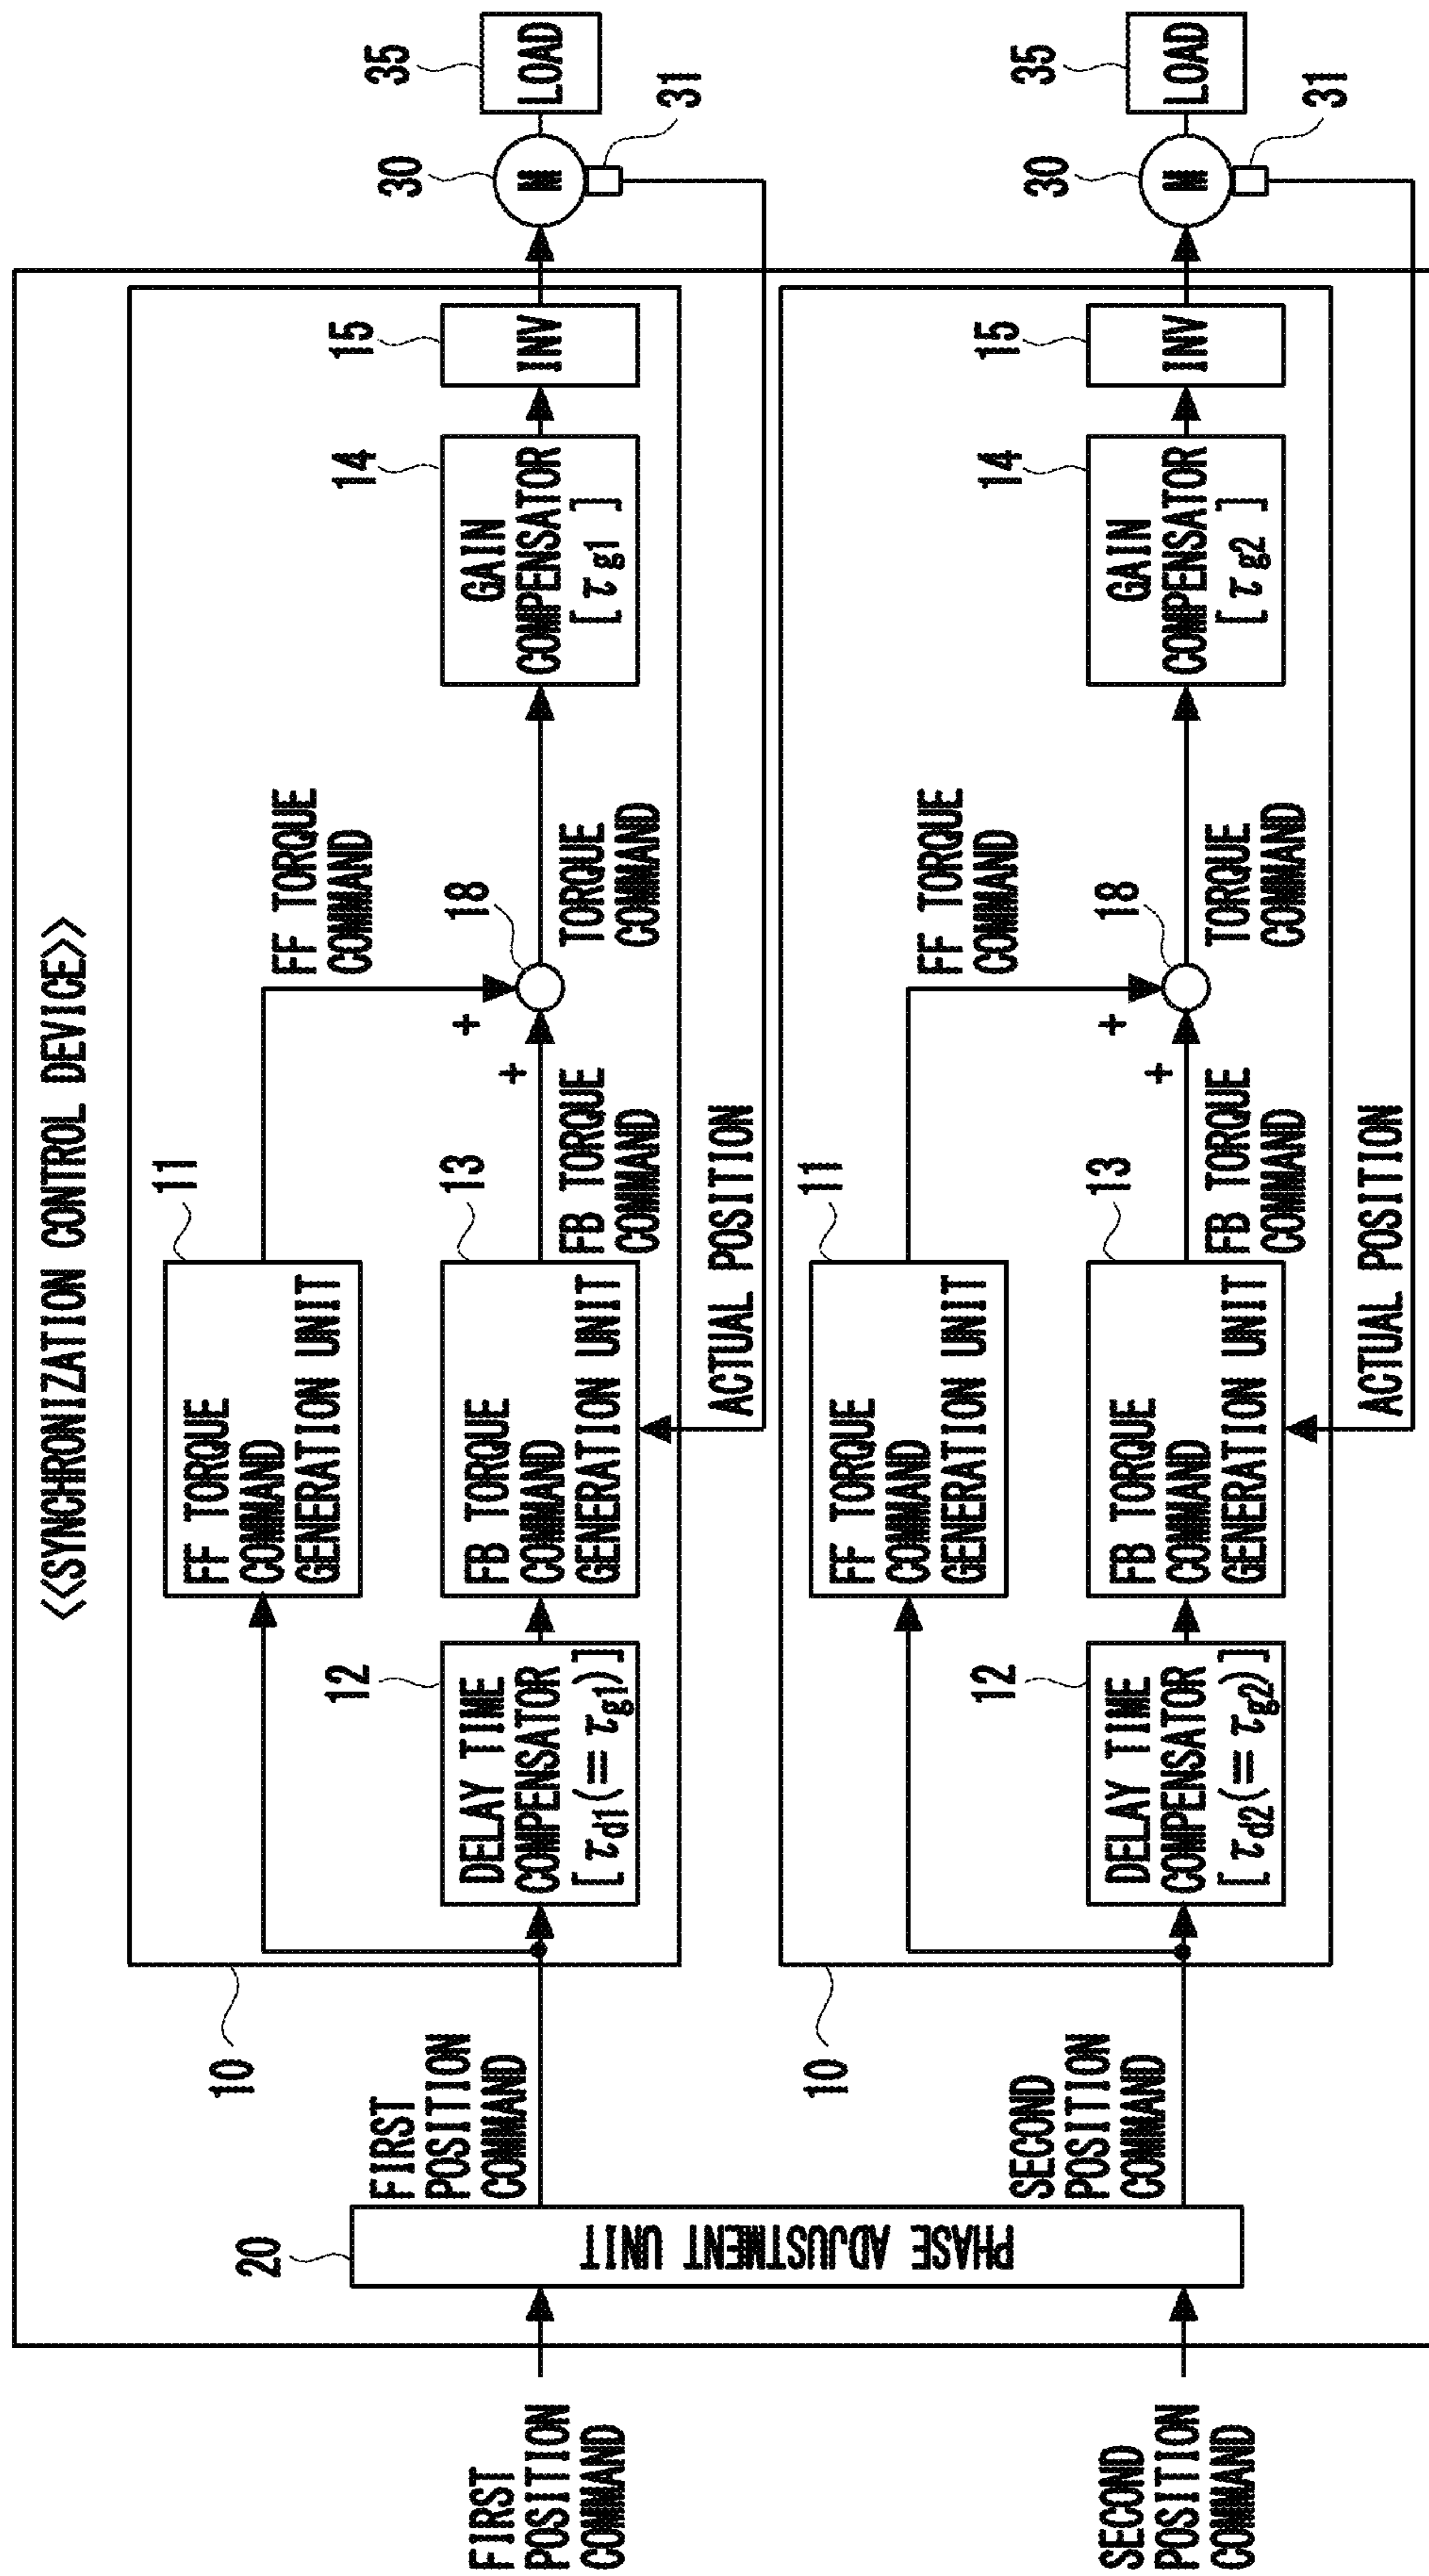 <<SYNCHRONIZATION CONTROL DEVICE>>
FIRST
POSITION
COMMAND
20
PHASE ADJUSTMENT UNIT
FIRST
POSITION
COMMAND
10
12
DELAY TIME
COMPENSATOR
[τd1(=τg1)]
11
FF TORQUE
COMMAND
GENERATION UNIT
13
FB TORQUE
COMMAND
GENERATION UNIT
FF TORQUE
COMMAND
+
+
18
FB TORQUE
COMMAND
TORQUE
COMMAND
ACTUAL POSITION
14
GAIN
COMPENSATOR
[τg1]
15
INV
30
M
31
35
LOAD
SECOND
POSITION
COMMAND
SECOND
POSITION
COMMAND
10
12
DELAY TIME
COMPENSATOR
[τd2(=τg2)]
11
FF TORQUE
COMMAND
GENERATION UNIT
13
FB TORQUE
COMMAND
GENERATION UNIT
FF TORQUE
COMMAND
+
+
18
FB TORQUE
COMMAND
TORQUE
COMMAND
ACTUAL POSITION
14
GAIN
COMPENSATOR
[τg2]
15
INV
30
M
31
35
LOAD